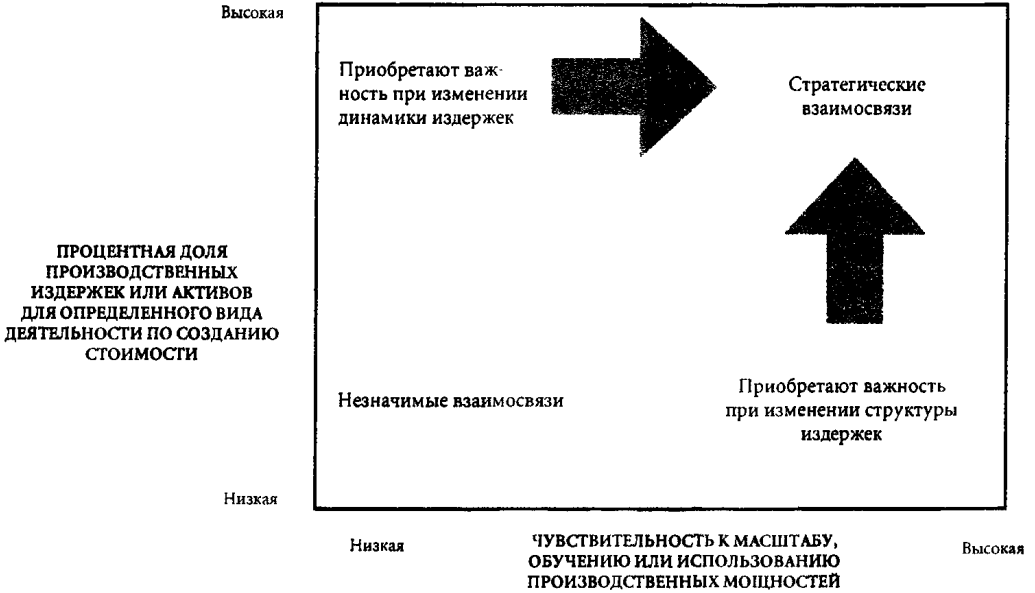 Высокая
Приобретают важ-
ность при изменении
динамики издержек
Стратегические
взаимосвязи
ПРОЦЕНТНАЯ ДОЛЯ
ПРОИЗВОДСТВЕННЫХ
ИЗДЕРЖЕК ИЛИ АКТИВОВ
ДЛЯ ОПРЕДЕЛЕННОГО ВИДА
ДЕЯТЕЛЬНОСТИ ПО СОЗДАНИЮ
СТОИМОСТИ
Незначимые взаимосвязи
Приобретают важность
при изменении структуры
издержек
Низкая
Низкая
ЧУВСТВИТЕЛЬНОСТЬ К МАСШТАБУ,
ОБУЧЕНИЮ ИЛИ ИСПОЛЬЗОВАНИЮ
ПРОИЗВОДСТВЕННЫХ МОЩНОСТЕЙ
Высокая